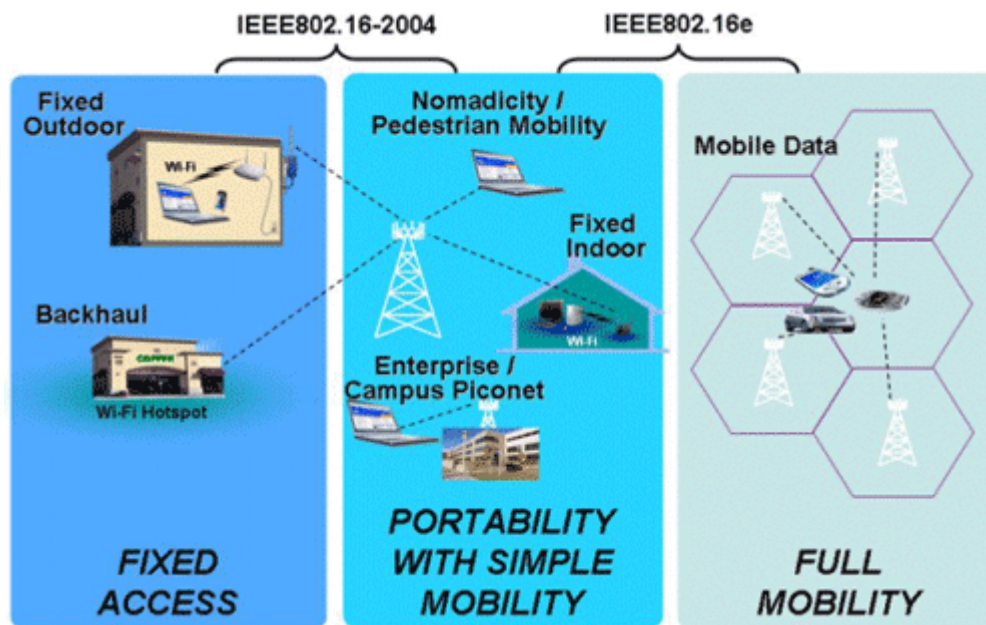 IEEE802.16-2004
IEEE802.16e
Fixed
Outdoor
Wi-Fi
Backhaul
COFFEE
Wi-Fi Hotspot
FIXED
ACCESS
Nomadicity /
Pedestrian Mobility
Fixed
Indoor
Wi-Fi
Enterprise /
Campus Piconet
PORTABILITY
WITH SIMPLE
MOBILITY
Mobile Data
FULL
MOBILITY